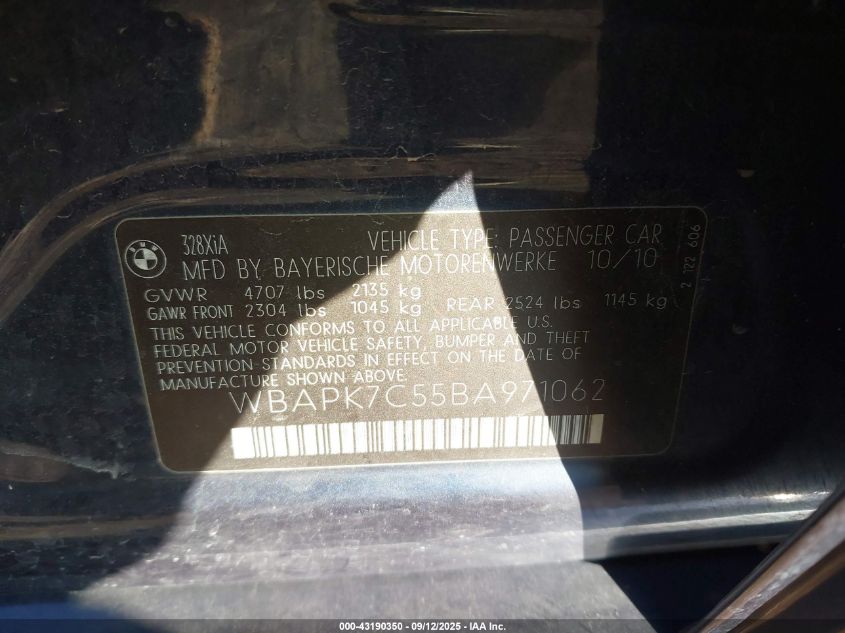 BMW
328XiA VEHICLE TYPE: PASSENGER CAR
MFD BY BAYERISCHE MOTORENWERKE 10/10
GVWR 4707 lbs 2135 kg
GAWR FRONT 2304 lbs 1045 kg REAR 2524 lbs 1145 kg
THIS VEHICLE CONFORMS TO ALL APPLICABLE U.S.
FEDERAL MOTOR VEHICLE SAFETY, BUMPER AND THEFT
PREVENTION STANDARDS IN EFFECT ON THE DATE OF
MANUFACTURE SHOWN ABOVE.
WBAPK7C55BA971062
2 122 606
000-43190350 - 09/12/2025 - IAA Inc.